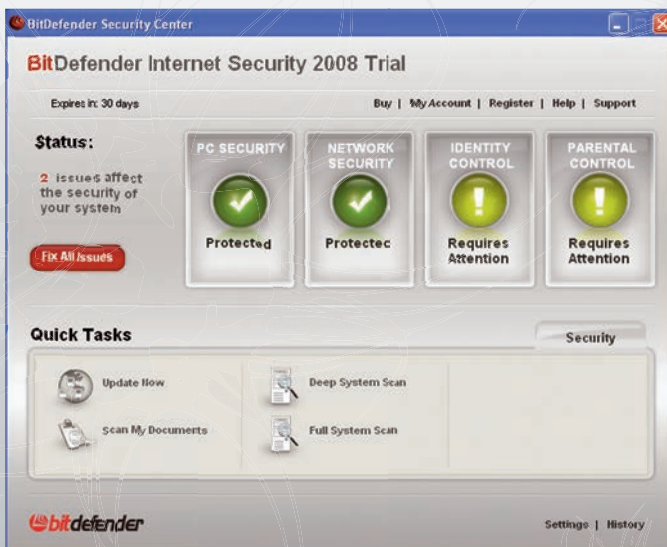 BitDefender Security Center
BitDefender Internet Security 2008 Trial
Expires in: 30 days
Buy | My Account | Register | Help | Support
Status:
2 issues affect
the security of
your system
Fix All Issues
PC SECURITY
Protected
NETWORK
SECURITY
Protected
IDENTITY
CONTROL
Requires
Attention
PARENTAL
CONTROL
Requires
Attention
Quick Tasks
Security
Update Now
Deep System Scan
Scan My Documents
Full System Scan
bitdefender
Settings | History